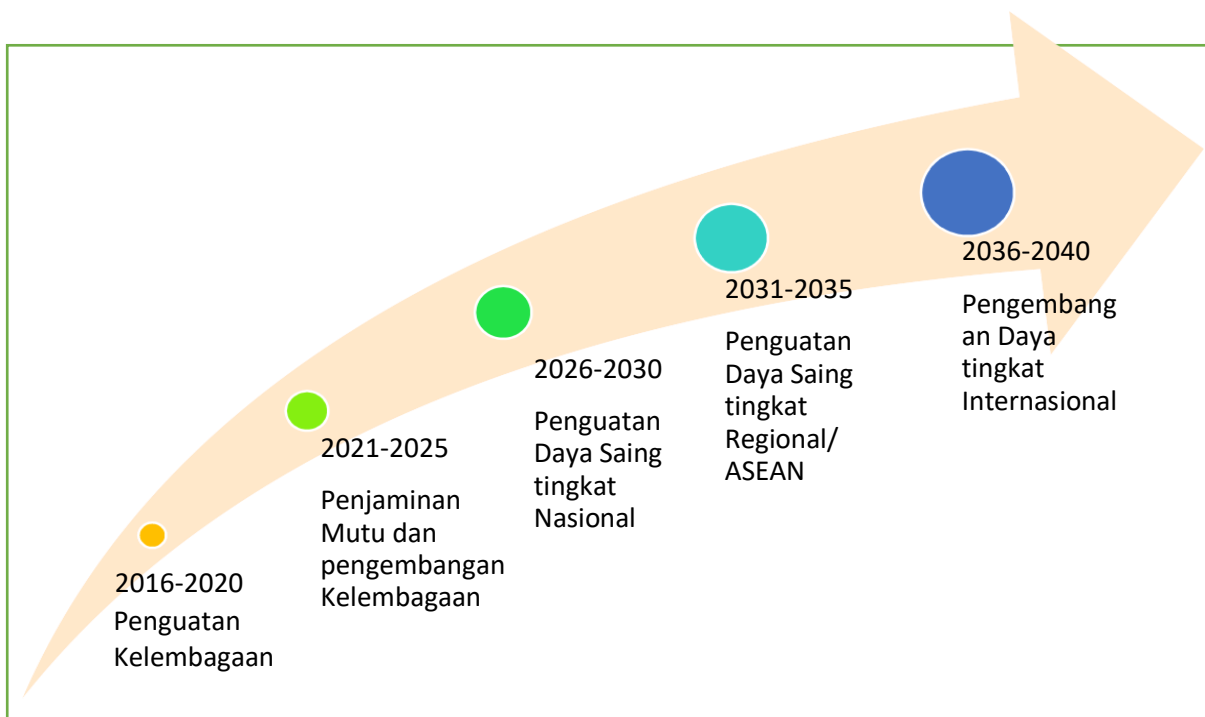 2016-2020
Penguatan
Kelembagaan
2021-2025
Penjaminan
Mutu dan
pengembangan
Kelembagaan
2026-2030
Penguatan
Daya Saing
tingkat
Nasional
2031-2035
Penguatan
Daya Saing
tingkat
Regional/
ASEAN
2036-2040
Pengembang
an Daya
tingkat
Internasional